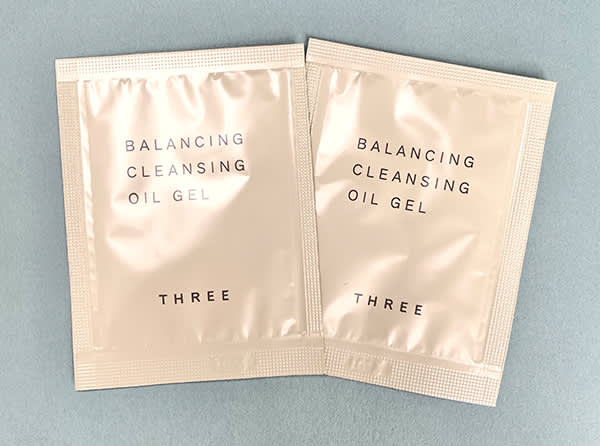 BALANCING
CLEANSING
OIL GEL
THREE
BALANCING
CLEANSING
OIL GEL
THREE